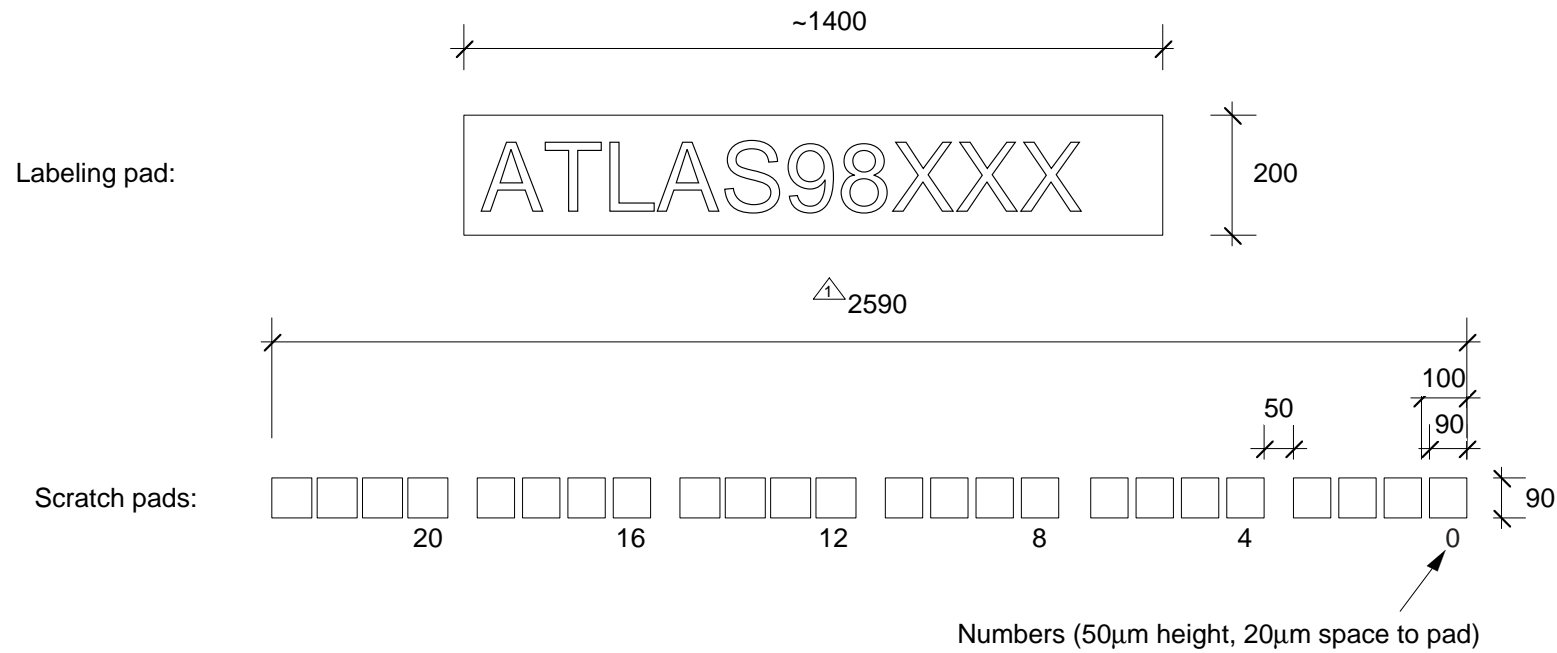 ~1400
Labeling pad:
ATLAS98XXX
200
1 2590
100
50
90
Scratch pads:
90
20 16 12 8 4 0
Numbers (50μm height, 20μm space to pad)